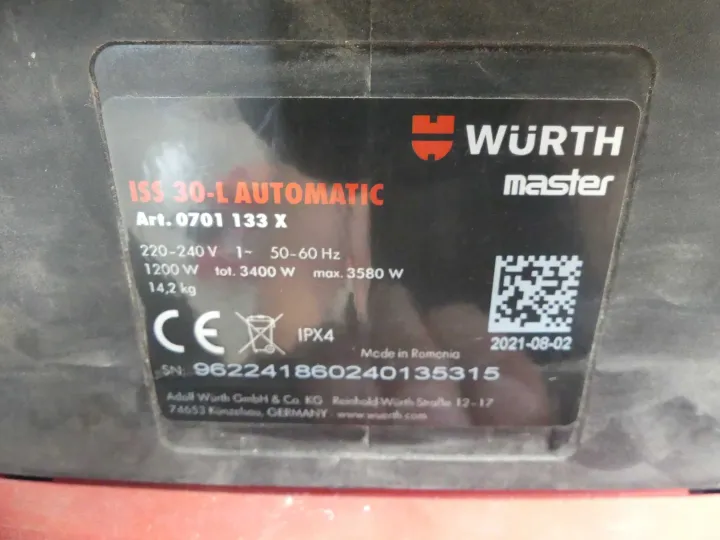 WÜRTH
master
ISS 30-L AUTOMATIC
Art. 0701 133 X
220-240 V 1~ 50-60 Hz
1200 W tot. 3400 W max. 3580 W
14,2 kg
CE IPX4
2021-08-02
Made in Romania
SN: 962241860240135315
Adolf Würth GmbH & Co. KG Reinhold-Würth-Straße 12-17
74653 Künzelsau, GERMANY www.wuerth.com